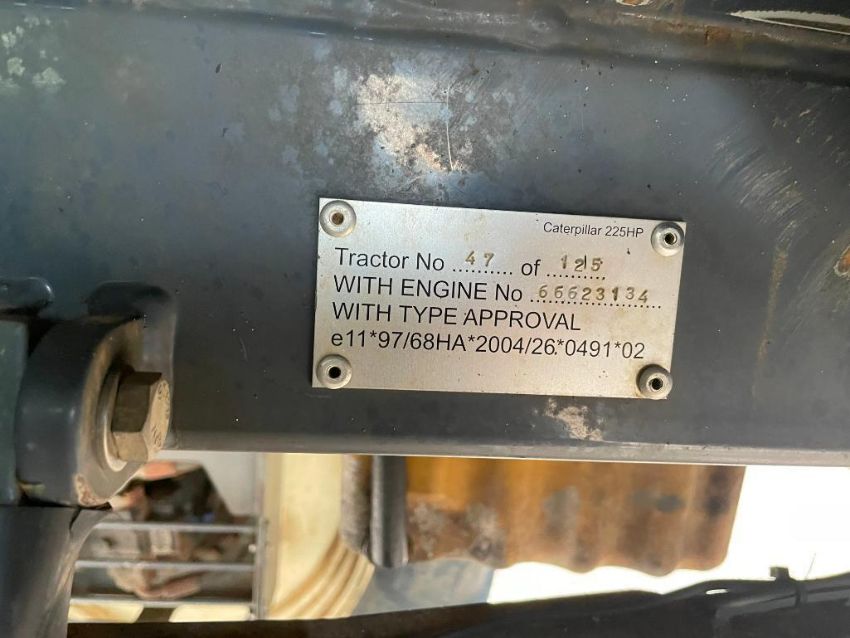 Caterpillar 225HP
Tractor No 47 of 125
WITH ENGINE No 66623134
WITH TYPE APPROVAL
e11*97/68HA*2004/26*0491*02